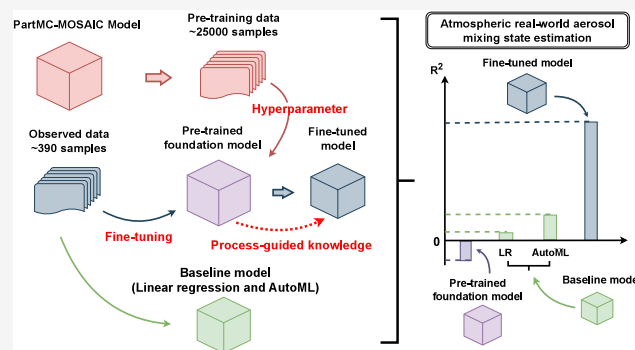 PartMC-MOSAIC Model
Pre-training data
~25000 samples
Hyperparameter
Observed data
~390 samples
Pre-trained
foundation model
Fine-tuned
model
Fine-tuning
Process-guided knowledge
Baseline model
(Linear regression and AutoML)
Atmospheric real-world aerosol
mixing state estimation
R²
Fine-tuned model
0
LR
AutoML
Pre-trained
foundation model
Baseline model